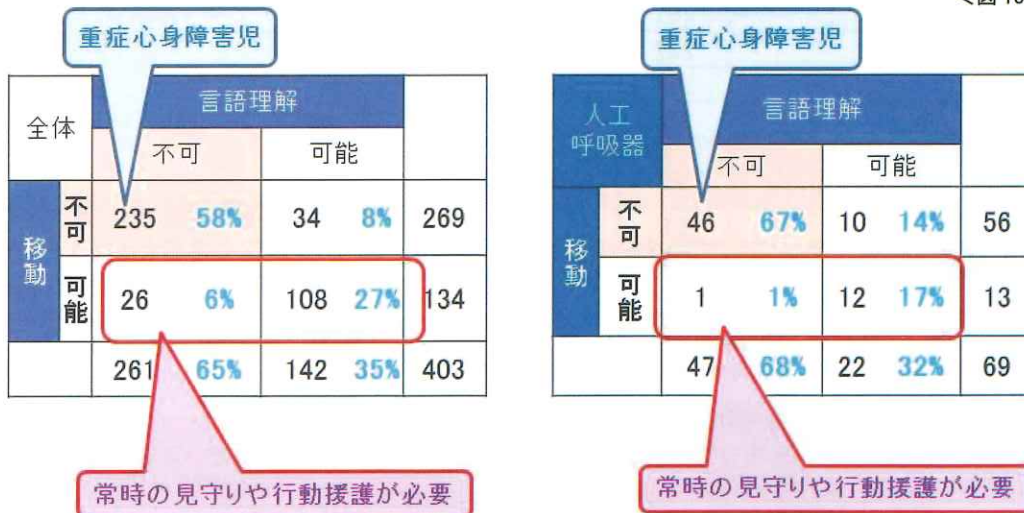 <図10
重症心身障害児
全体 言語理解
不可 可能
移動 不可 235 58% 34 8% 269
可能 26 6% 108 27% 134
261 65% 142 35% 403
常時の見守りや行動援護が必要
重症心身障害児
人工呼吸器 言語理解
不可 可能
移動 不可 46 67% 10 14% 56
可能 1 1% 12 17% 13
47 68% 22 32% 69
常時の見守りや行動援護が必要